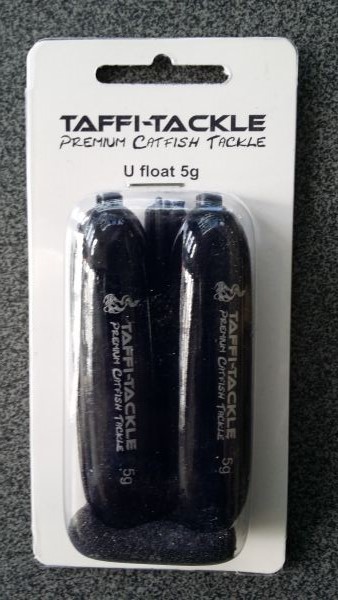 TAFFI-TACKLE
PREMIUM CATFISH TACKLE
U float 5g
TAFFI-TACKLE
PREMIUM CATFISH TACKLE
5g
TAFFI-TACKLE
PREMIUM CATFISH TACKLE
5g